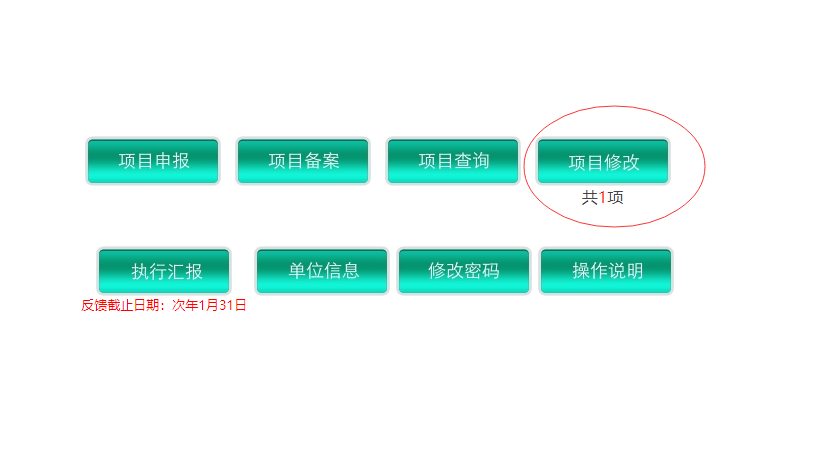 项目申报 项目备案 项目查询 项目修改
共1项
执行汇报 单位信息 修改密码 操作说明
反馈截止日期：次年1月31日